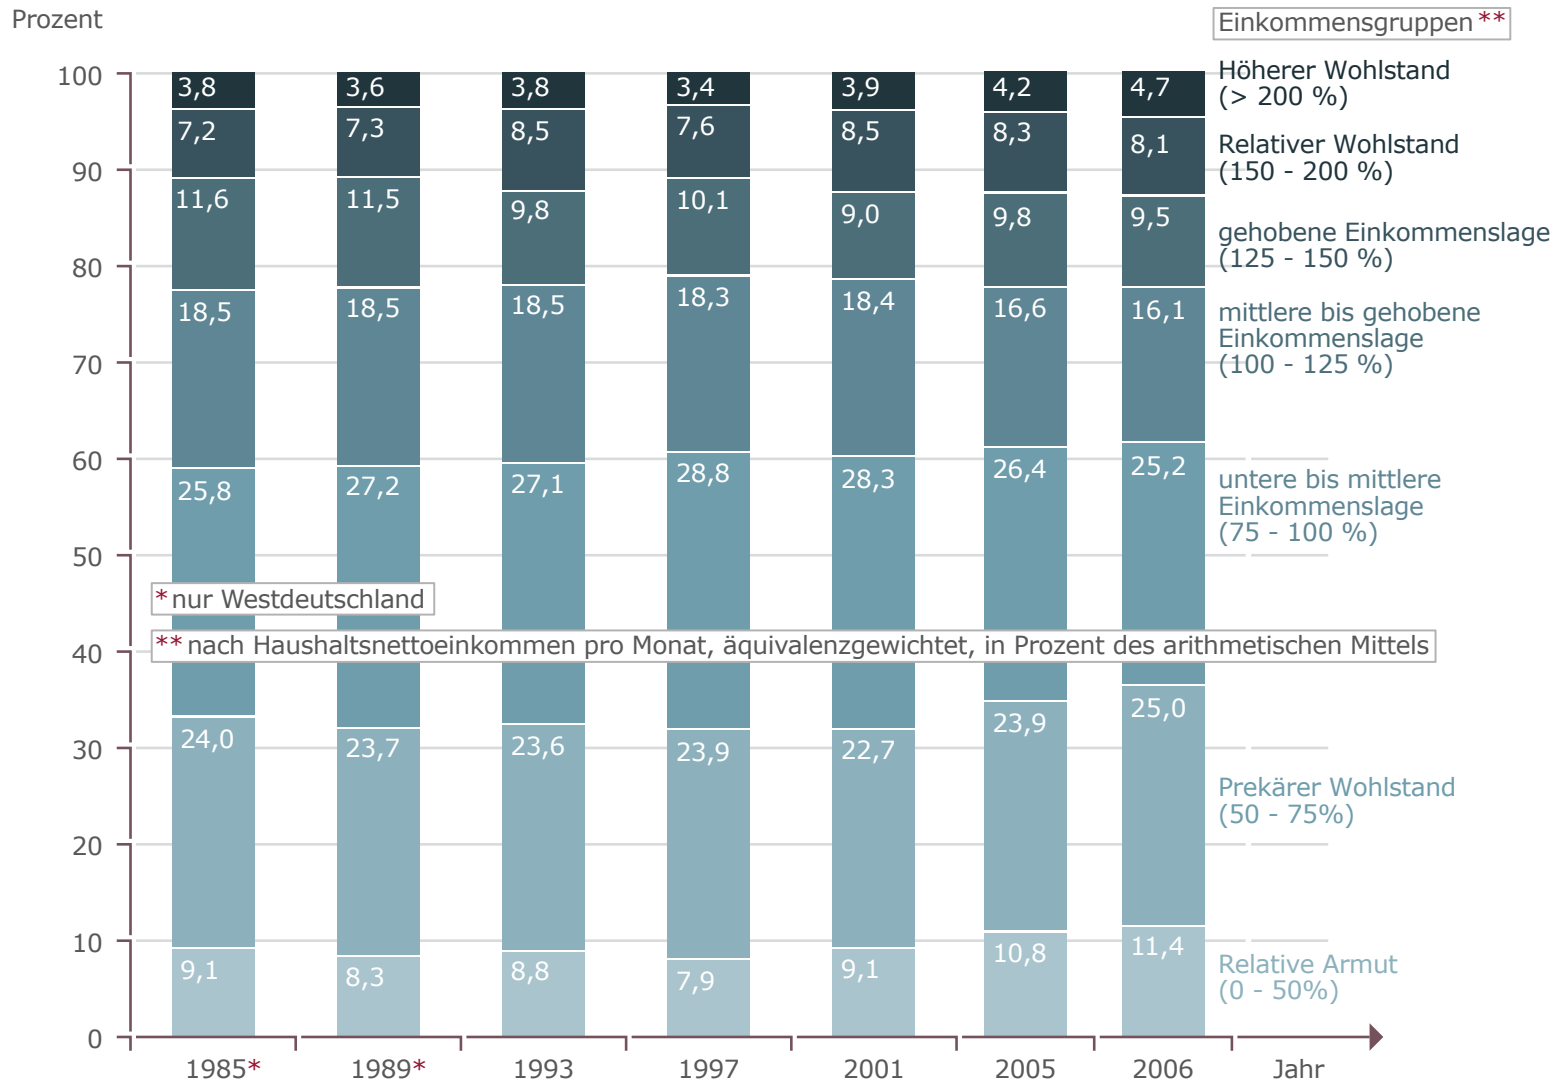 Prozent
Einkommensgruppen **
100
90
80
70
60
50
40
30
20
10
0
3,8
7,2
11,6
18,5
25,8
24,0
9,1
3,6
7,3
11,5
18,5
27,2
23,7
8,3
3,8
8,5
9,8
18,5
27,1
23,6
8,8
3,4
7,6
10,1
18,3
28,8
23,9
7,9
3,9
8,5
9,0
18,4
28,3
22,7
9,1
4,2
8,3
9,8
16,6
26,4
23,9
10,8
4,7
8,1
9,5
16,1
25,2
25,0
11,4
Höherer Wohlstand
(> 200 %)
Relativer Wohlstand
(150 - 200 %)
gehobene Einkommenslage
(125 - 150 %)
mittlere bis gehobene
Einkommenslage
(100 - 125 %)
untere bis mittlere
Einkommenslage
(75 - 100 %)
Prekärer Wohlstand
(50 - 75%)
Relative Armut
(0 - 50%)
* nur Westdeutschland
** nach Haushaltsnettoeinkommen pro Monat, äquivalenzgewichtet, in Prozent des arithmetischen Mittels
1985* 1989* 1993 1997 2001 2005 2006 Jahr